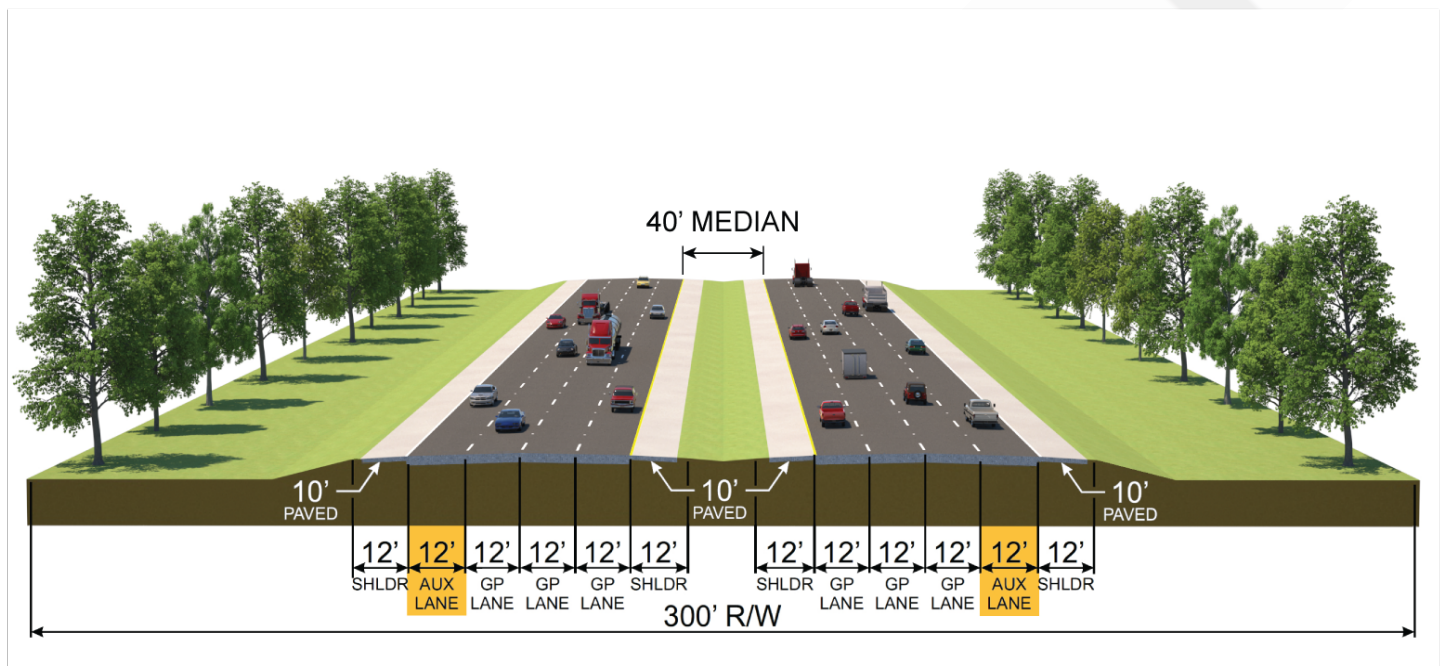 40’ MEDIAN
10’
PAVED
10’
PAVED
10’
PAVED
12’ 12’ 12’ 12’ 12’ 12’ 12’ 12’ 12’ 12’ 12’ 12’
SHLDR AUX LANE GP LANE GP LANE GP LANE SHLDR SHLDR GP LANE GP LANE GP LANE AUX LANE SHLDR
300’ R/W